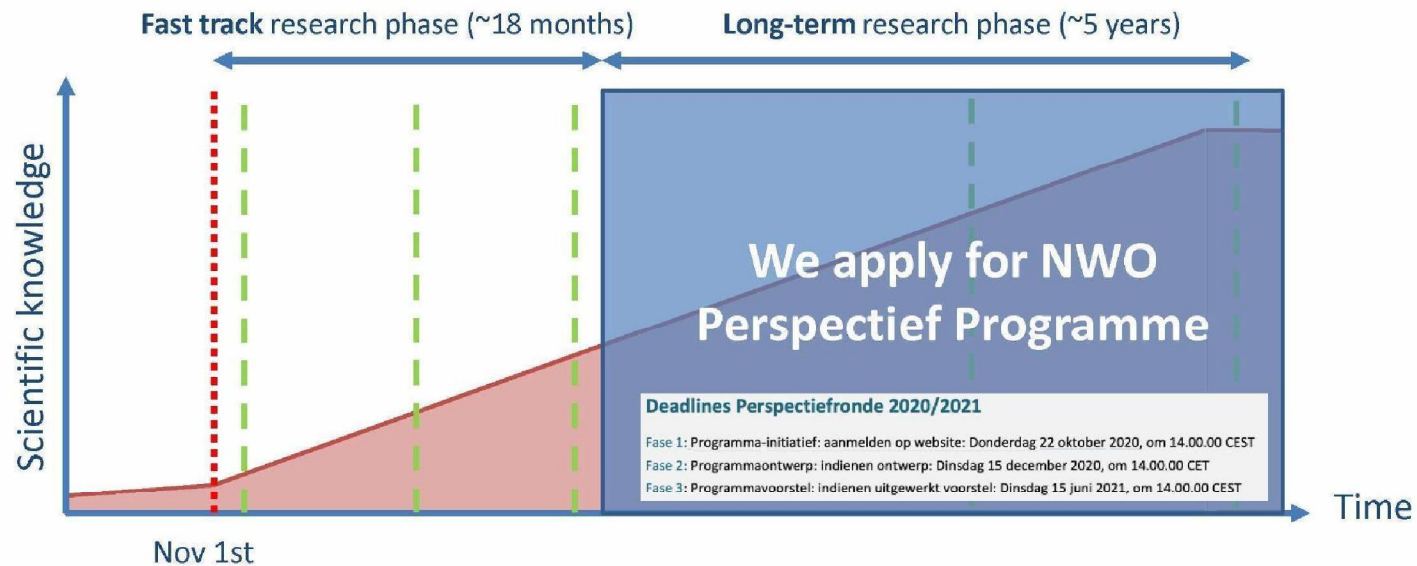 Fast track research phase (~18 months)
Long-term research phase (~5 years)
Scientific knowledge
We apply for NWO
Perspectief Programme
Deadlines Perspectiefronde 2020/2021
Fase 1: Programma-initiatief: aanmelden op website: Donderdag 22 oktober 2020, om 14.00.00 CEST
Fase 2: Programmaontwerp: indienen ontwerp: Dinsdag 15 december 2020, om 14.00.00 CET
Fase 3: Programmavoorstel: indienen uitgewerkt voorstel: Dinsdag 15 juni 2021, om 14.00.00 CEST
Time
Nov 1st